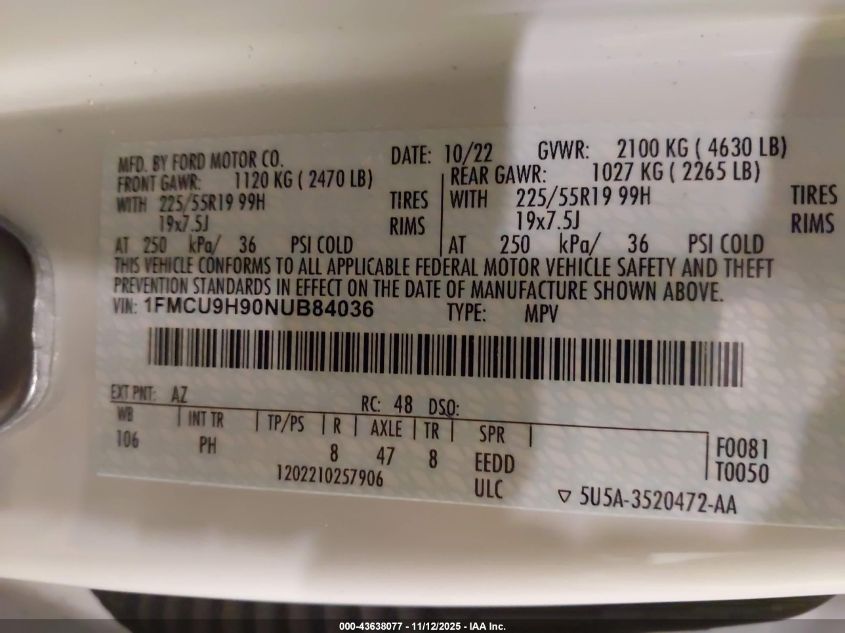 MFD. BY FORD MOTOR CO. DATE: 10/22 GVWR: 2100 KG ( 4630 LB)
FRONT GAWR: 1120 KG ( 2470 LB) REAR GAWR: 1027 KG ( 2265 LB)
WITH 225/55R19 99H TIRES WITH 225/55R19 99H TIRES
19x7.5J RIMS 19x7.5J RIMS
AT 250 kPa/ 36 PSI COLD AT 250 kPa/ 36 PSI COLD
THIS VEHICLE CONFORMS TO ALL APPLICABLE FEDERAL MOTOR VEHICLE SAFETY AND THEFT
PREVENTION STANDARDS IN EFFECT ON THE DATE OF MANUFACTURE SHOWN ABOVE.
VIN: 1FMCU9H90NUB84036 TYPE: MPV
EXT PNT: AZ RC: 48 DSO:
WB INT TR TP/PS R AXLE TR SPR
106 PH 8 47 8 EEDD F0081
1202210257906 ULC T0050
▽ 5U5A-3520472-AA
000-43638077 - 11/12/2025 - IAA Inc.